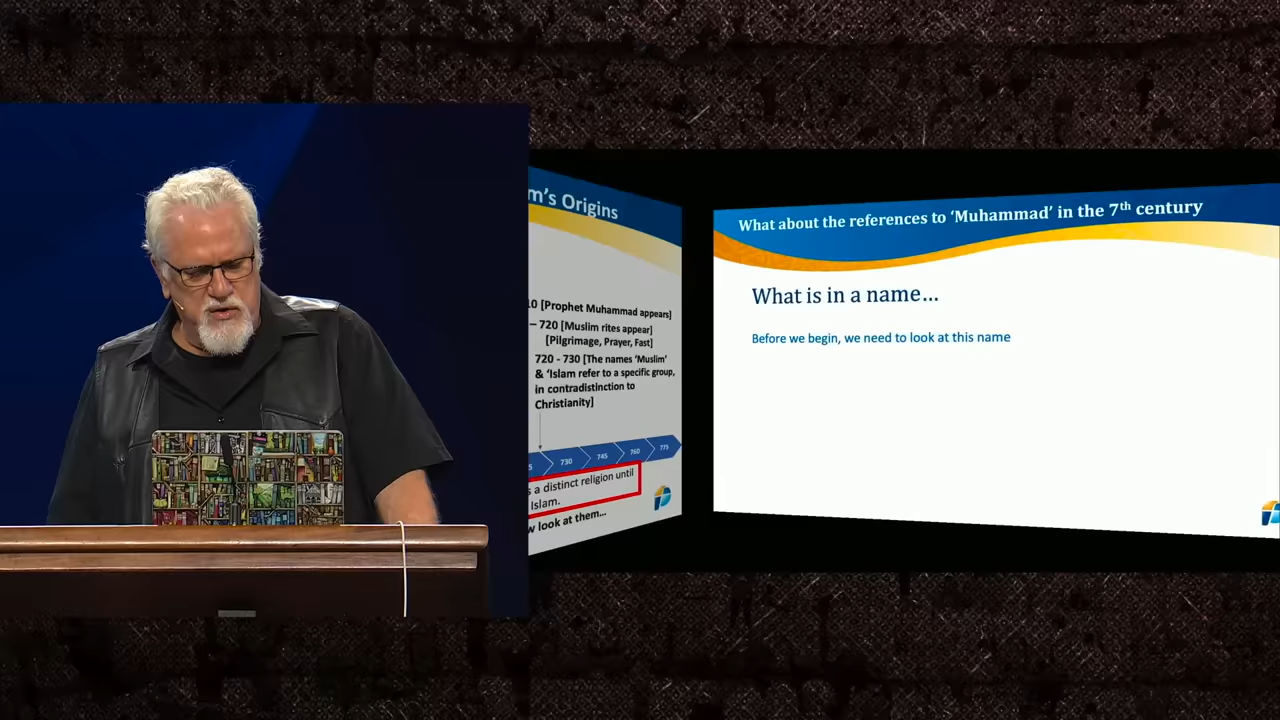 m’s Origins
0 [Prophet Muhammad appears]
– 720 [Muslim rites appear]
[Pilgrimage, Prayer, Fast]
720 - 730 [The names ‘Muslim’
& ‘Islam refer to a specific group,
in contradistinction to
Christianity]
5 730 745 760 775
s a distinct religion until
Islam.
w look at them...
What about the references to ‘Muhammad’ in the 7th century
What is in a name...
Before we begin, we need to look at this name